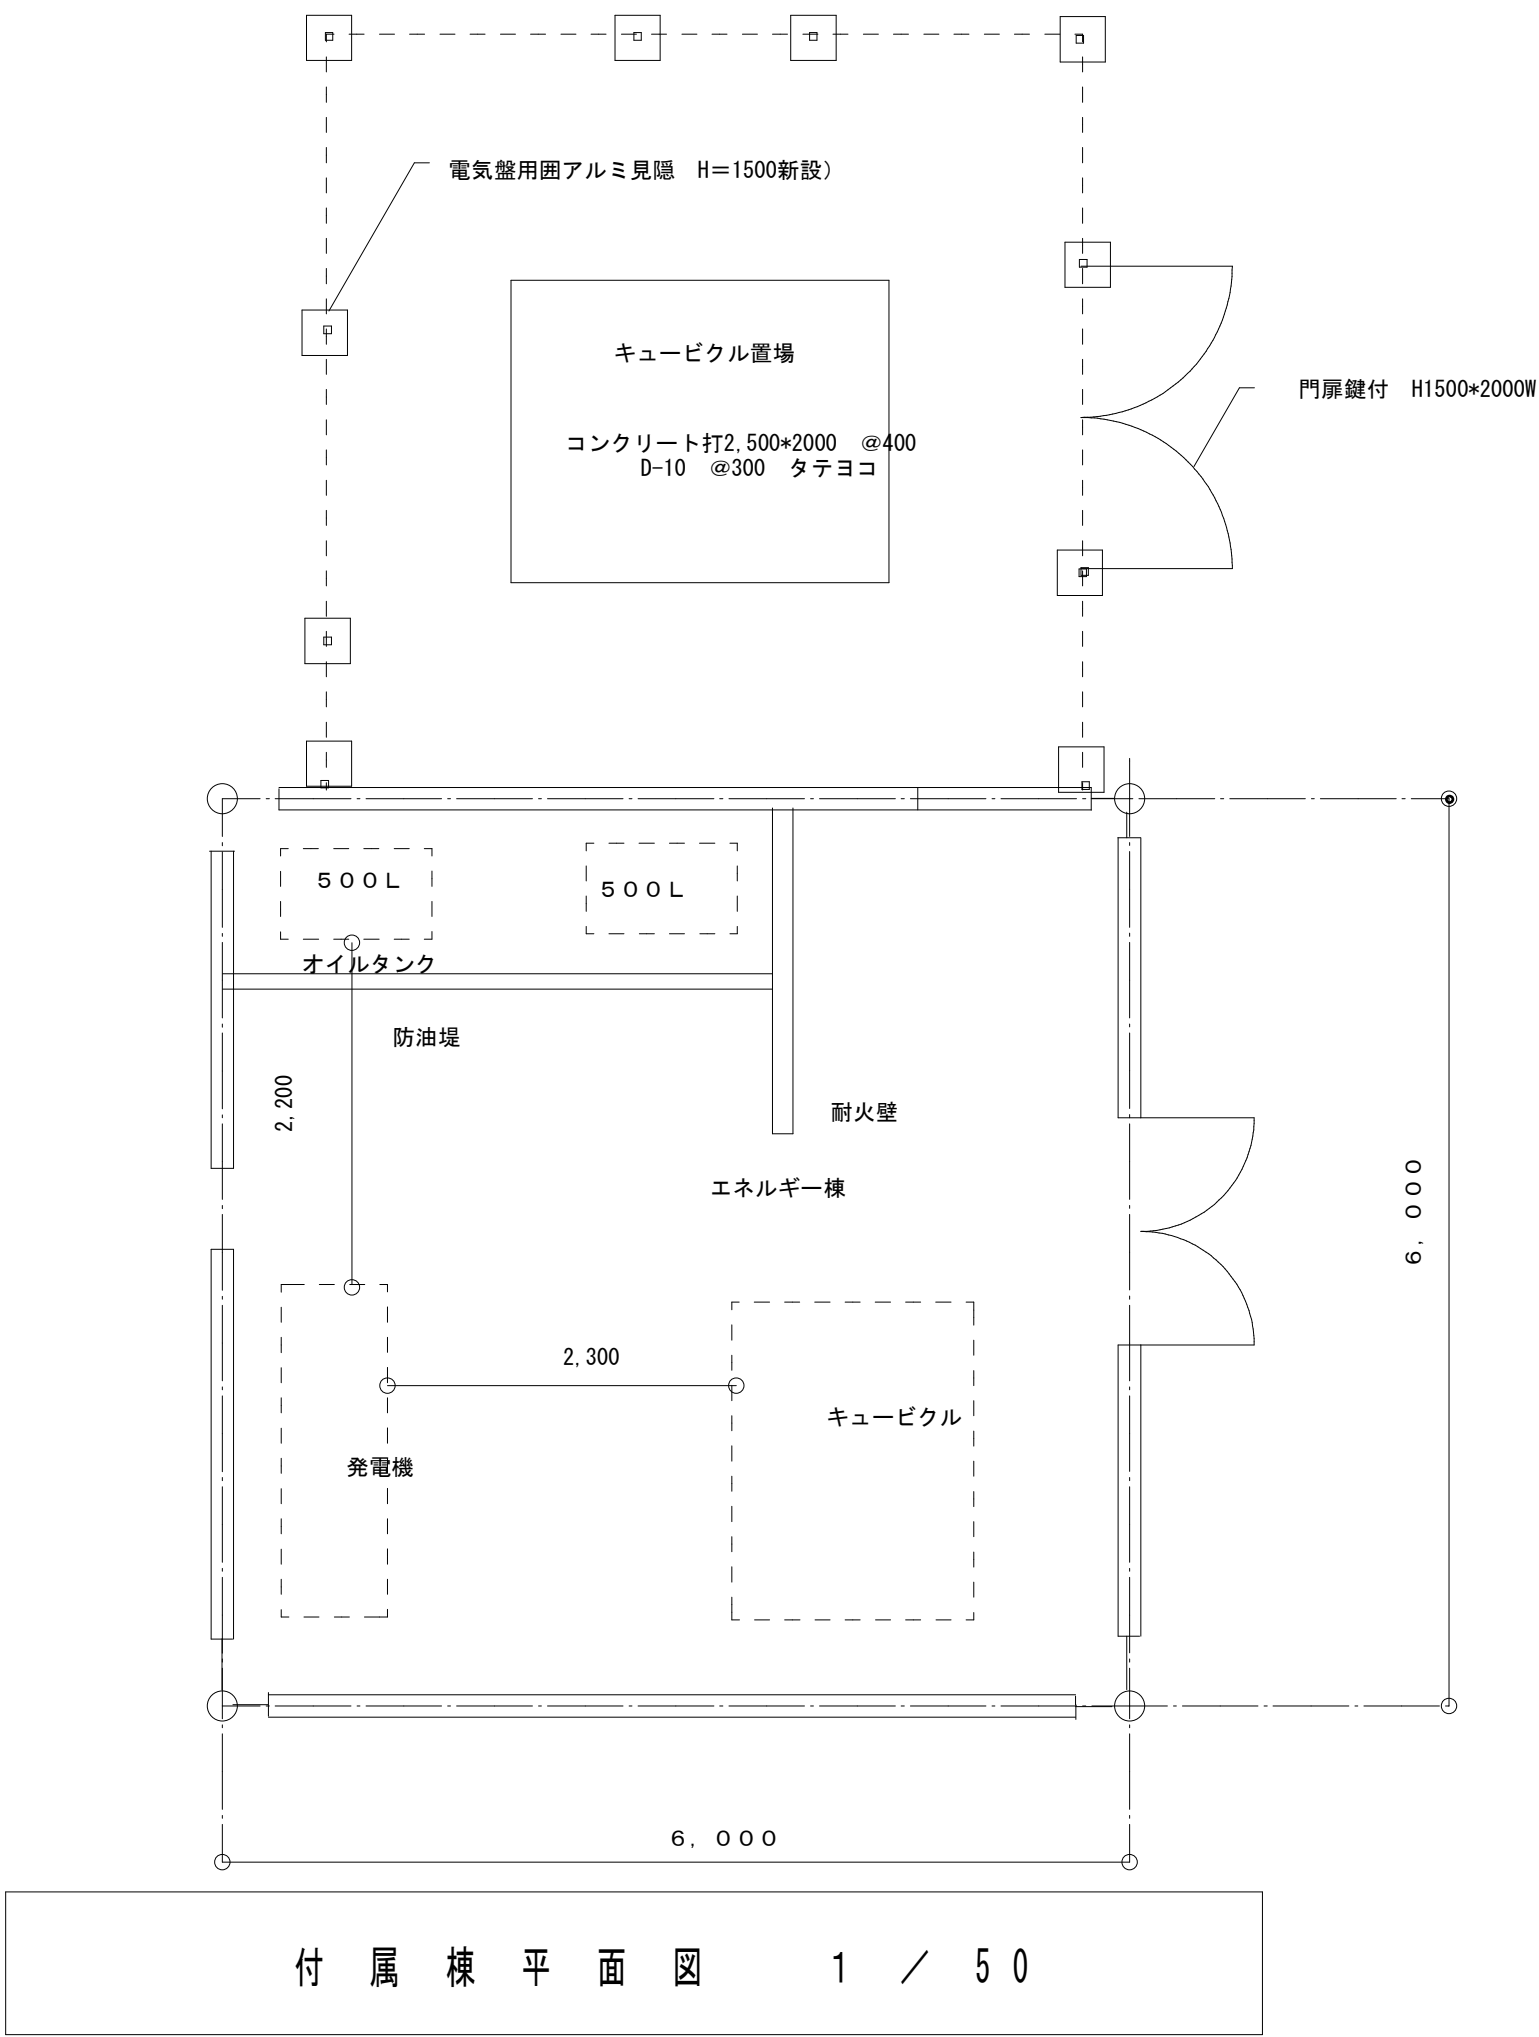 電気盤用囲アルミ見隠　H＝1500新設）
キュービクル置場
門扉鍵付　H1500*2000W
コンクリート打2,500*2000　@400
D-10　@300　タテヨコ
５００Ｌ
５００Ｌ
オイルタンク
防油堤
2,200
耐火壁
エネルギー棟
６，０００
2,300
キュービクル
発電機
６，０００
付属棟平面図　１／５０